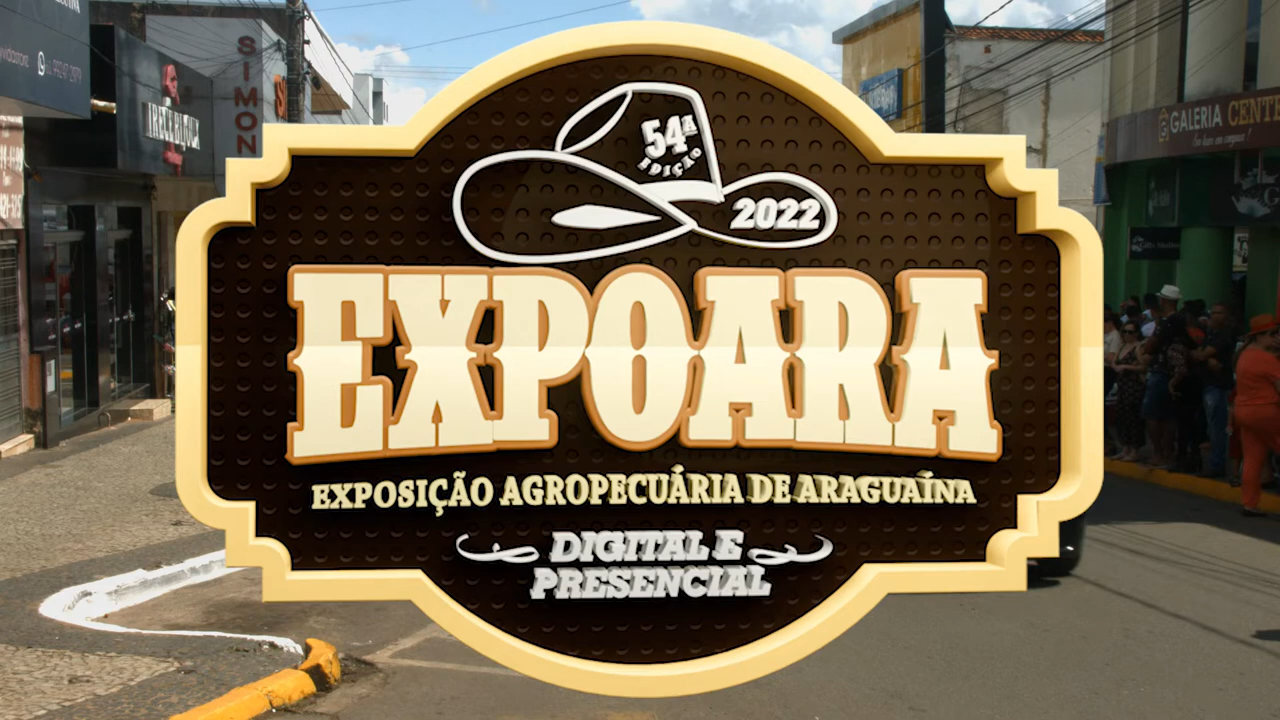 SIMON
54ª
EDIÇÃO
2022
EXPOARA
EXPOSIÇÃO AGROPECUÁRIA DE ARAGUAÍNA
DIGITAL E
PRESENCIAL
GALERIA CENT